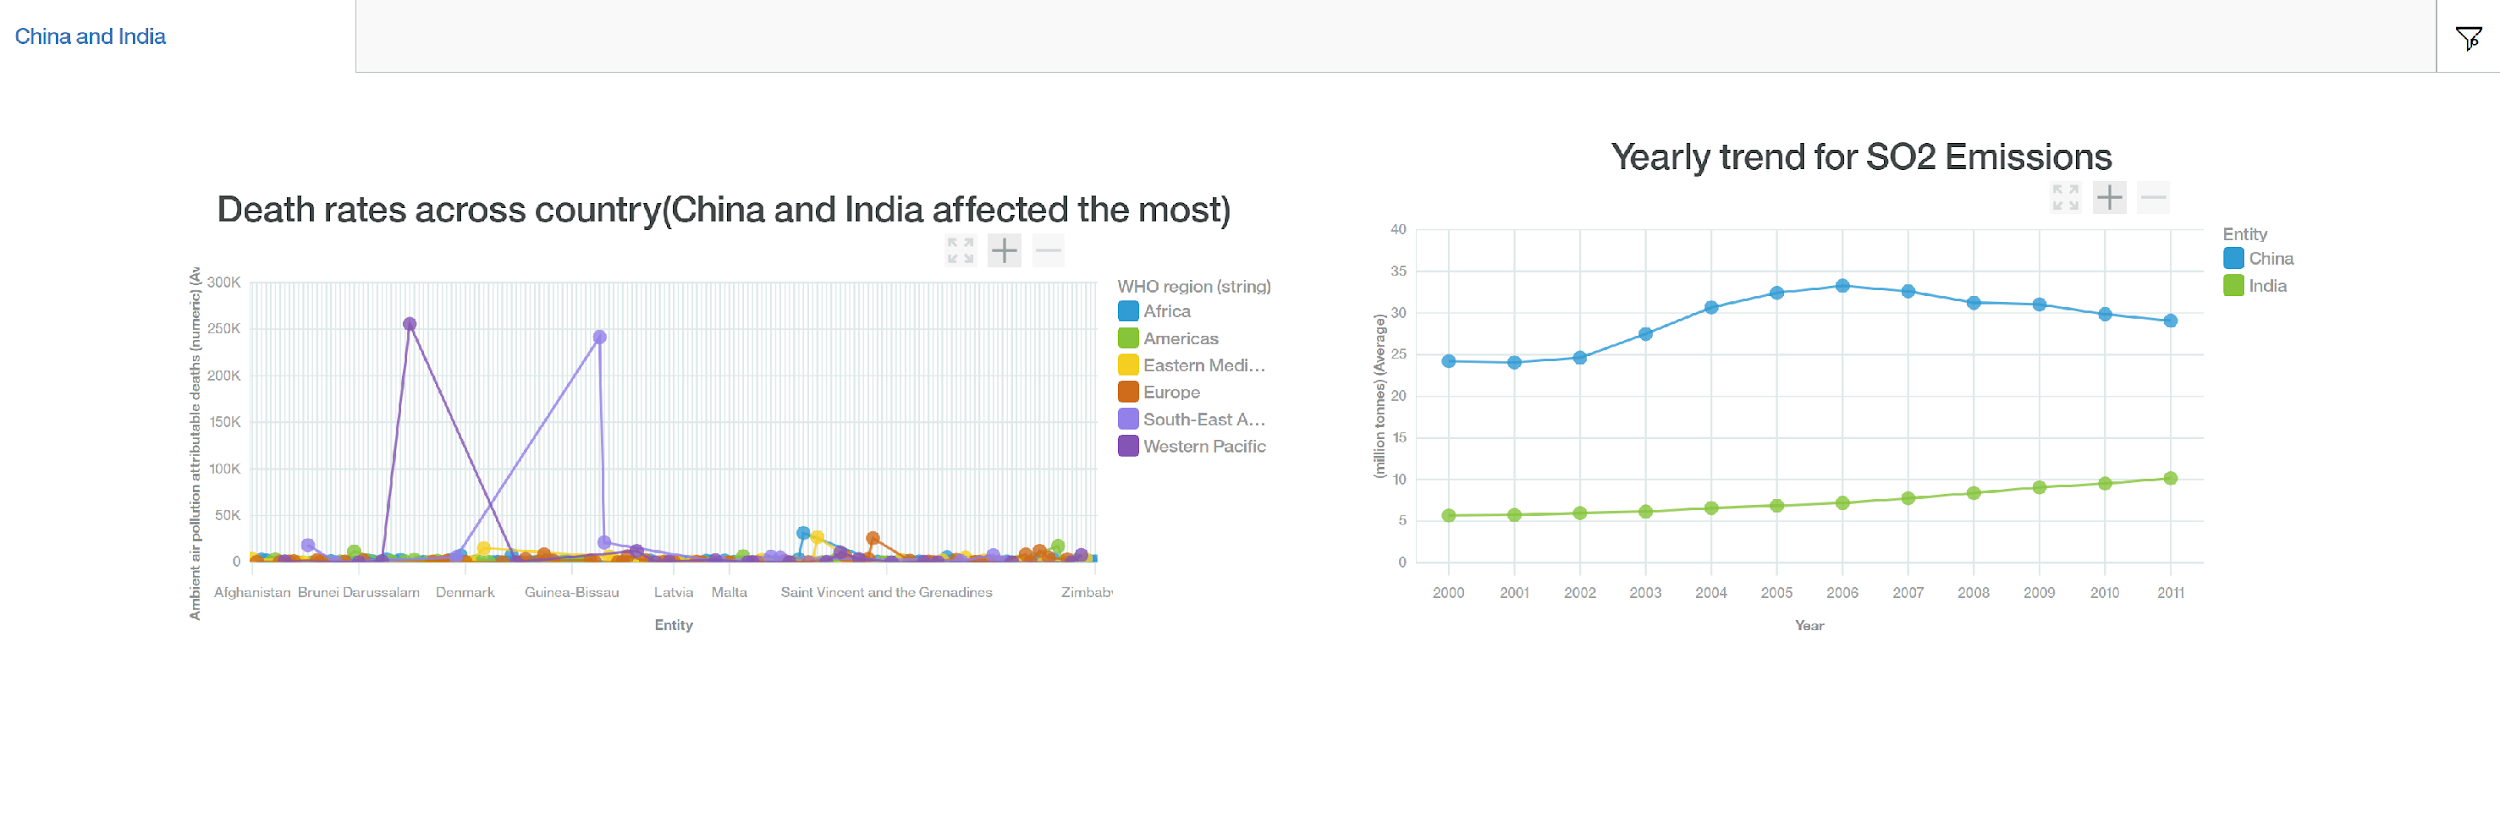 China and India
Death rates across country(China and India affected the most)
Ambient air pollution attributable deaths (numeric) (Av
300K
250K
200K
150K
100K
50K
0
Afghanistan Brunei Darussalam Denmark Guinea-Bissau Latvia Malta Saint Vincent and the Grenadines Zimbabw
Entity
WHO region (string)
Africa
Americas
Eastern Medi...
Europe
South-East A...
Western Pacific
Yearly trend for SO2 Emissions
(million tonnes) (Average)
40
35
30
25
20
15
10
5
0
2000 2001 2002 2003 2004 2005 2006 2007 2008 2009 2010 2011
Year
Entity
China
India